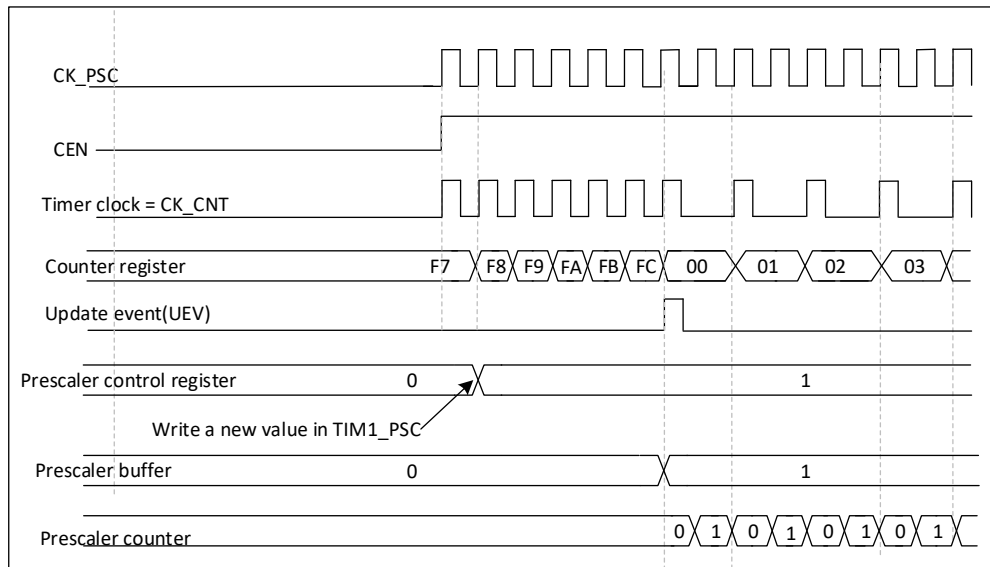 CK_PSC
CEN
Timer clock = CK_CNT
Counter register F7 F8 F9 FA FB FC 00 01 02 03
Update event(UEV)
Prescaler control register 0 1
Write a new value in TIM1_PSC
Prescaler buffer 0 1
Prescaler counter 0 1 0 1 0 1 0 1